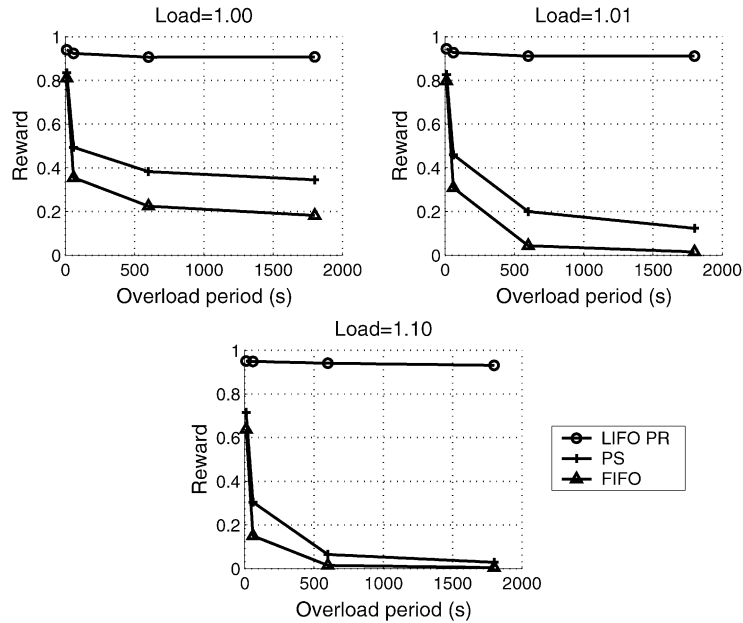 Load=1.00
1
0.8
0.6
0.4
0.2
0
Reward
0 500 1000 1500 2000
Overload period (s)
Load=1.01
1
0.8
0.6
0.4
0.2
0
Reward
0 500 1000 1500 2000
Overload period (s)
Load=1.10
1
0.8
0.6
0.4
0.2
0
Reward
0 500 1000 1500 2000
Overload period (s)
LIFO PR
PS
FIFO